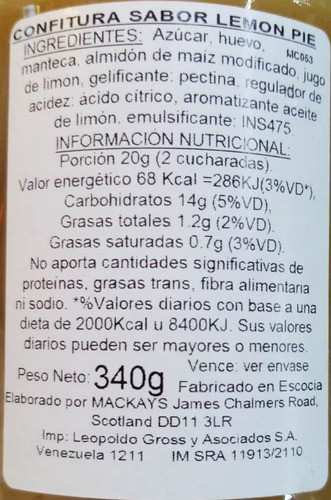 CONFITURA SABOR LEMON PIE
INGREDIENTES: Azúcar, huevo, MC053
manteca, almidón de maiz modificado, jugo
de limon, gelificante: pectina, regulador de
acidez: ácido cítrico, aromatizante aceite
de limón. emulsificante: INS475
INFORMACIÓN NUTRICIONAL:
Porción 20g (2 cucharadas).
Valor energético 68 Kcal =286KJ(3%VD*),
Carbohidratos 14g (5%VD),
Grasas totales 1.2g (2%VD).
Grasas saturadas 0.7g (3%VD).
No aporta cantidades significativas de
proteínas, grasas trans, fibra alimentaria
ni sodio. *%Valores diarios con base a una
dieta de 2000Kcal u 8400KJ. Sus valores
diarios pueden ser mayores o menores.
Peso Neto: 340g Vence: ver envase
Fabricado en Escocia
Elaborado por MACKAYS James Chalmers Road,
Scotland DD11 3LR
Imp: Leopoldo Gross y Asociados S.A.
Venezuela 1211 IM SRA 11913/2110